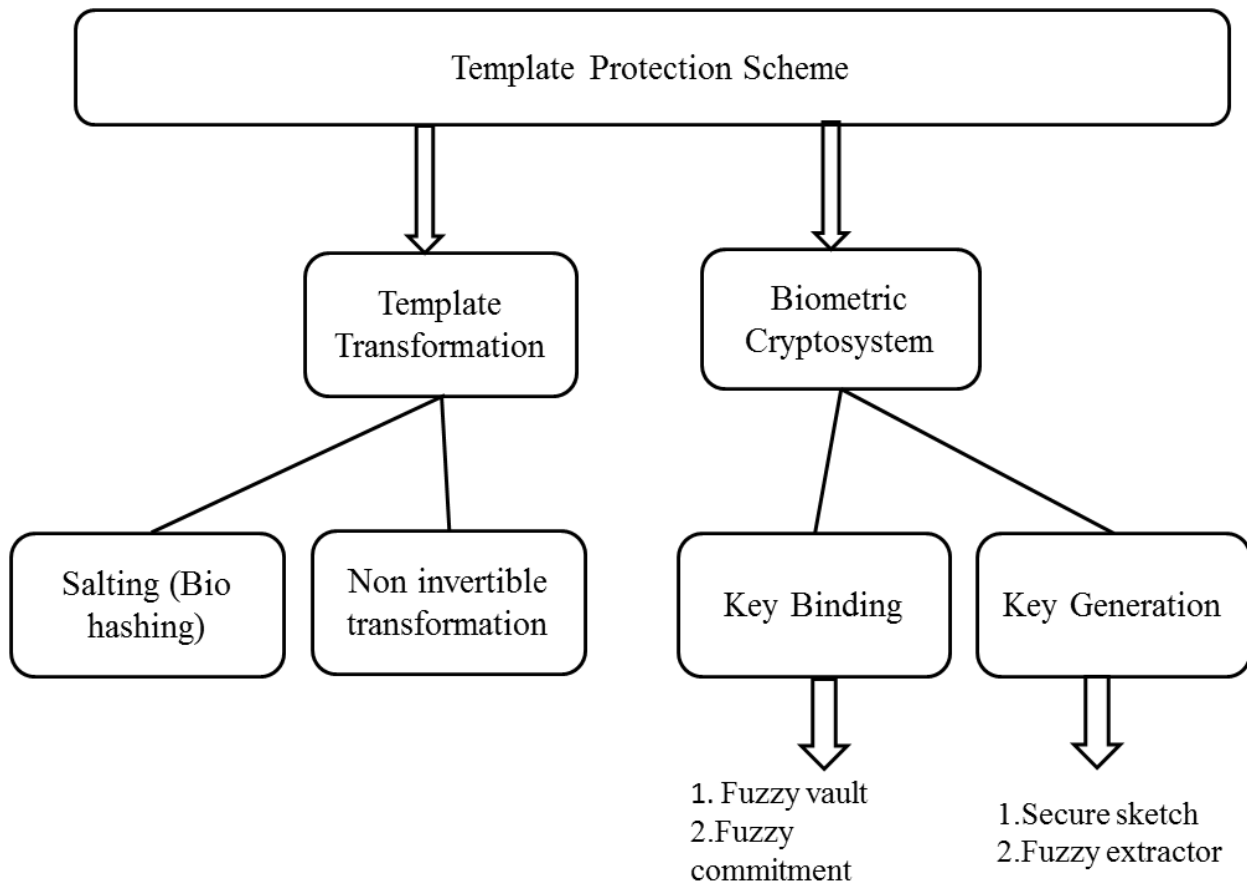 Template Protection Scheme
Template
Transformation
Biometric
Cryptosystem
Salting (Bio
hashing)
Non invertible
transformation
Key Binding
Key Generation
1. Fuzzy vault
2.Fuzzy
commitment
1.Secure sketch
2.Fuzzy extractor